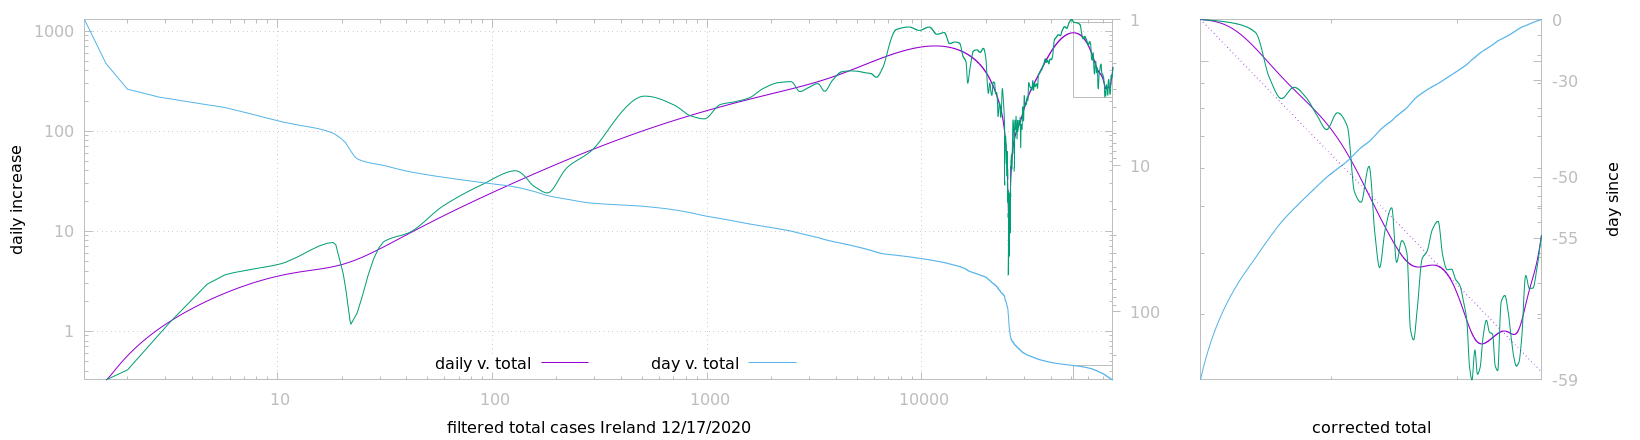 1000
100
10
1
daily increase
daily v. total
day v. total
10
100
1000
10000
filtered total cases Ireland 12/17/2020
1
10
100
0
-30
-50
-55
-59
day since
corrected total